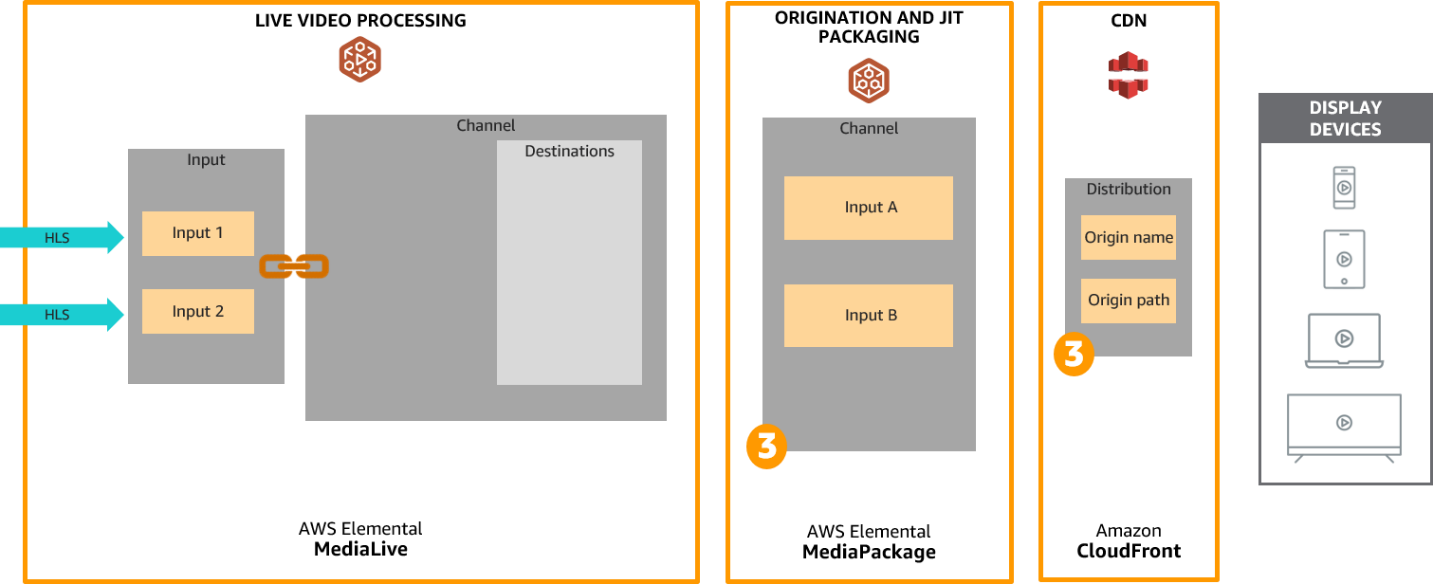 LIVE VIDEO PROCESSING
Input
HLS
Input 1
HLS
Input 2
Channel
Destinations
AWS Elemental
MediaLive
ORIGINATION AND JIT
PACKAGING
Channel
Input A
Input B
3
AWS Elemental
MediaPackage
CDN
Distribution
Origin name
Origin path
3
Amazon
CloudFront
DISPLAY
DEVICES